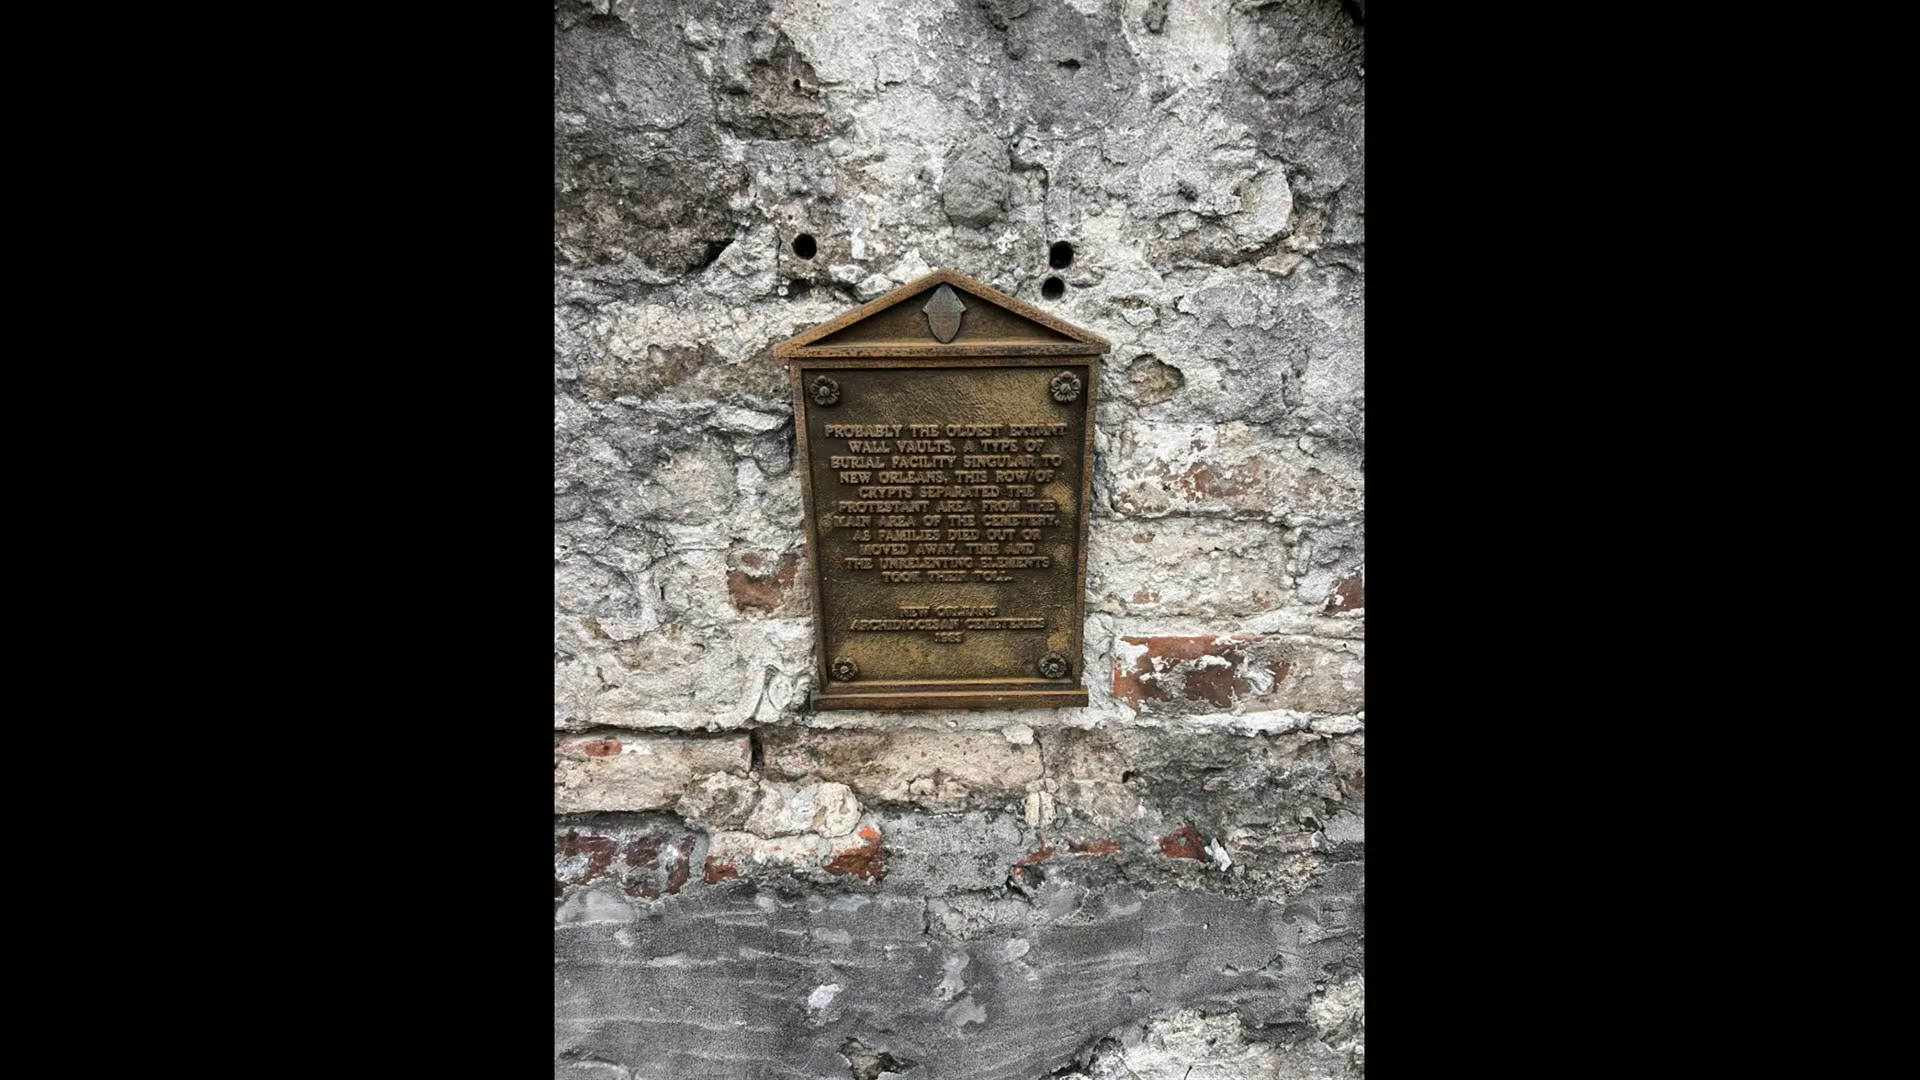 PROBABLY THE OLDEST EXTANT
WALL VAULTS, A TYPE OF
BURIAL FACILITY SINGULAR TO
NEW ORLEANS, THIS ROW OF
CRYPTS SEPARATED THE
PROTESTANT AREA FROM THE
MAIN AREA OF THE CEMETERY.
AS FAMILIES DIED OUT OR
MOVED AWAY, TIME AND
THE UNRELENTING ELEMENTS
TOOK THEIR TOLL.
NEW ORLEANS
ARCHDIOCESAN CEMETERIES